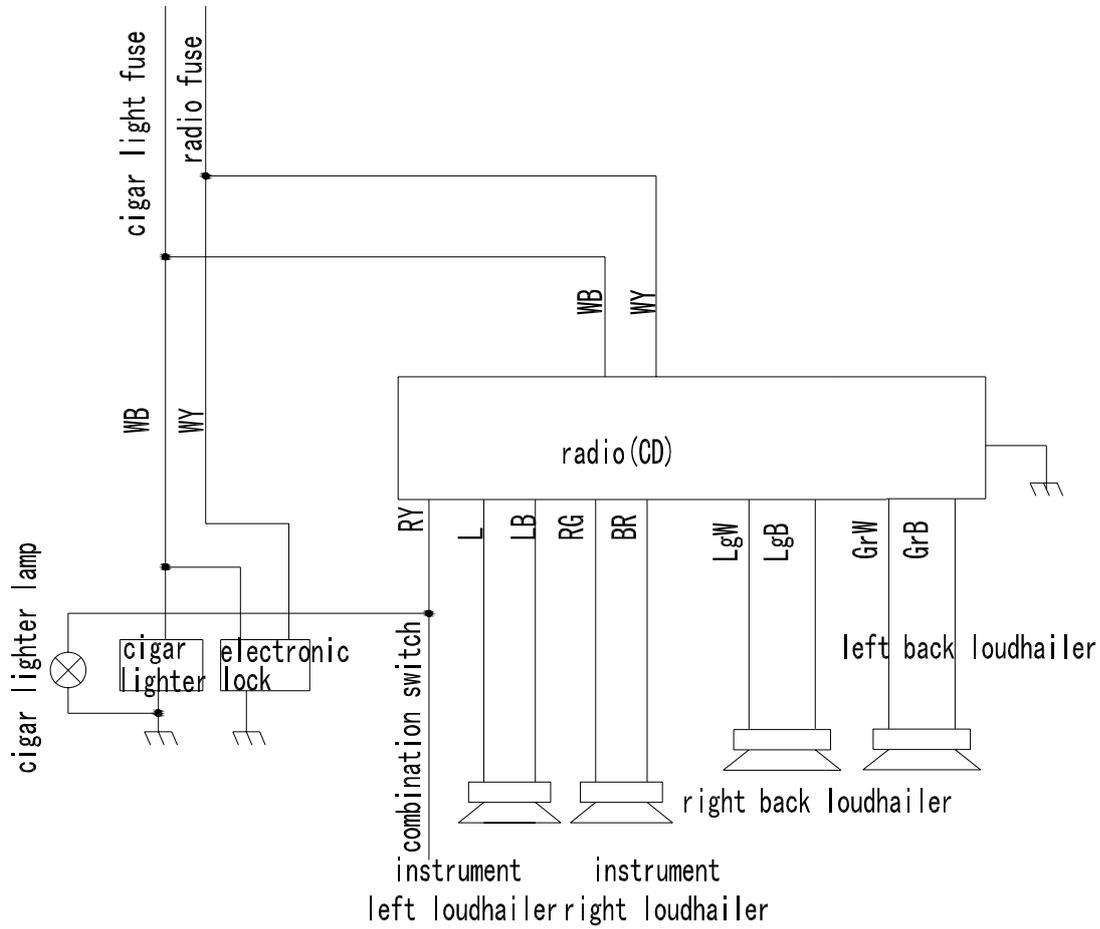 cigar light fuse
radio fuse
WB
WY
WB
WY
radio(CD)
RY
L
LB
RG
BR
LgW
LgB
GrW
GrB
cigar lighter lamp
cigar
lighter
electronic
lock
combination switch
left back loudhailer
right back loudhailer
instrument
left loudhailer
instrument
right loudhailer